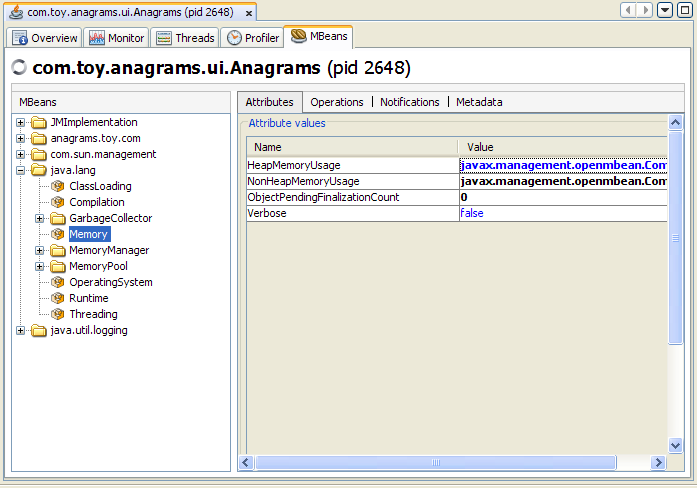 com.toy.anagrams.ui.Anagrams (pid 2648)
Overview Monitor Threads Profiler MBeans
com.toy.anagrams.ui.Anagrams (pid 2648)
MBeans
JMImplementation
anagrams.toy.com
com.sun.management
java.lang
ClassLoading
Compilation
GarbageCollector
Memory
MemoryManager
MemoryPool
OperatingSystem
Runtime
Threading
java.util.logging
Attributes Operations Notifications Metadata
Attribute values
Name Value
HeapMemoryUsage javax.management.openmbean.Com
NonHeapMemoryUsage javax.management.openmbean.Com
ObjectPendingFinalizationCount 0
Verbose false